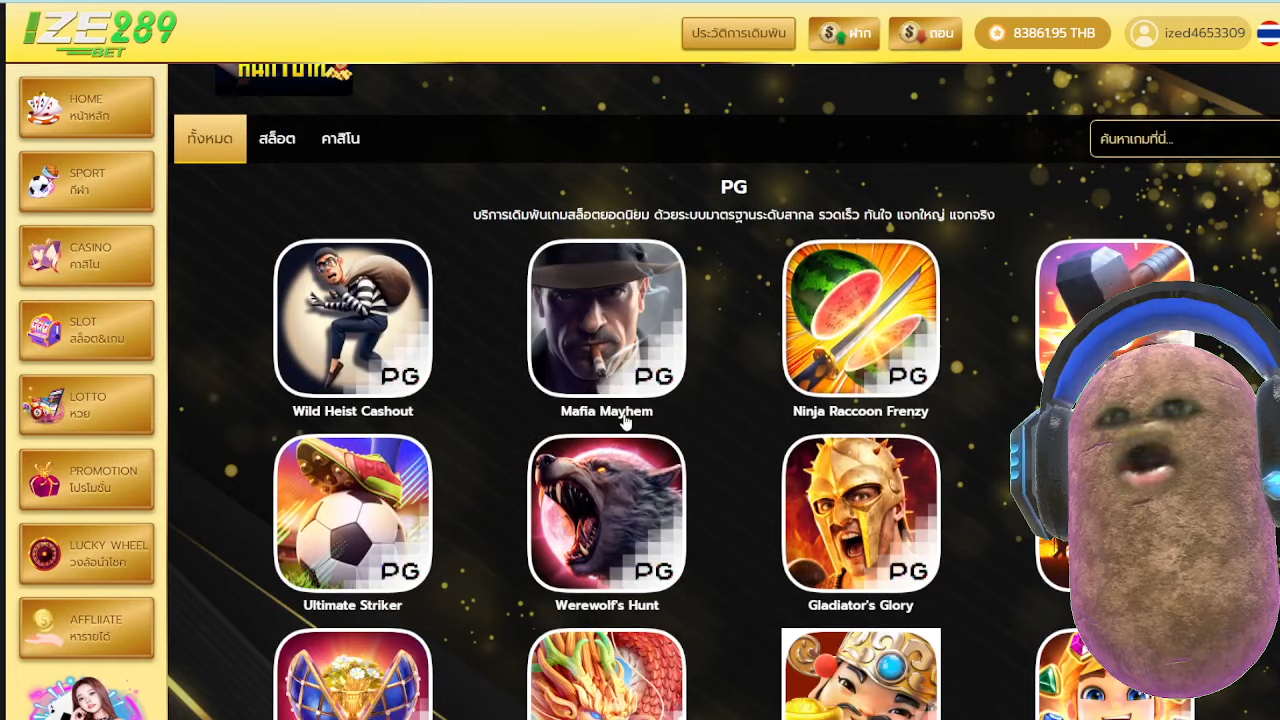 IZE289
BET
ประวัติการเดิมพัน
ฝาก
ถอน
83861.95 THB
ized4653309
HOME
หน้าหลัก
SPORT
กีฬา
CASINO
คาสิโน
SLOT
สล็อต&เกม
LOTTO
หวย
PROMOTION
โปรโมชั่น
LUCKY WHEEL
วงล้อนำโชค
AFFLIIATE
หารายได้
ทั้งหมด
สล็อต
คาสิโน
ค้นหาเกมที่นี่...
PG
บริการเดิมพันเกมสล็อตยอดนิยม ด้วยระบบมาตรฐานระดับสากล รวดเร็ว ทันใจ แจกใหญ่ แจกจริง
PG
PG
PG
Wild Heist Cashout
Mafia Mayhem
Ninja Raccoon Frenzy
PG
PG
PG
Ultimate Striker
Werewolf's Hunt
Gladiator's Glory